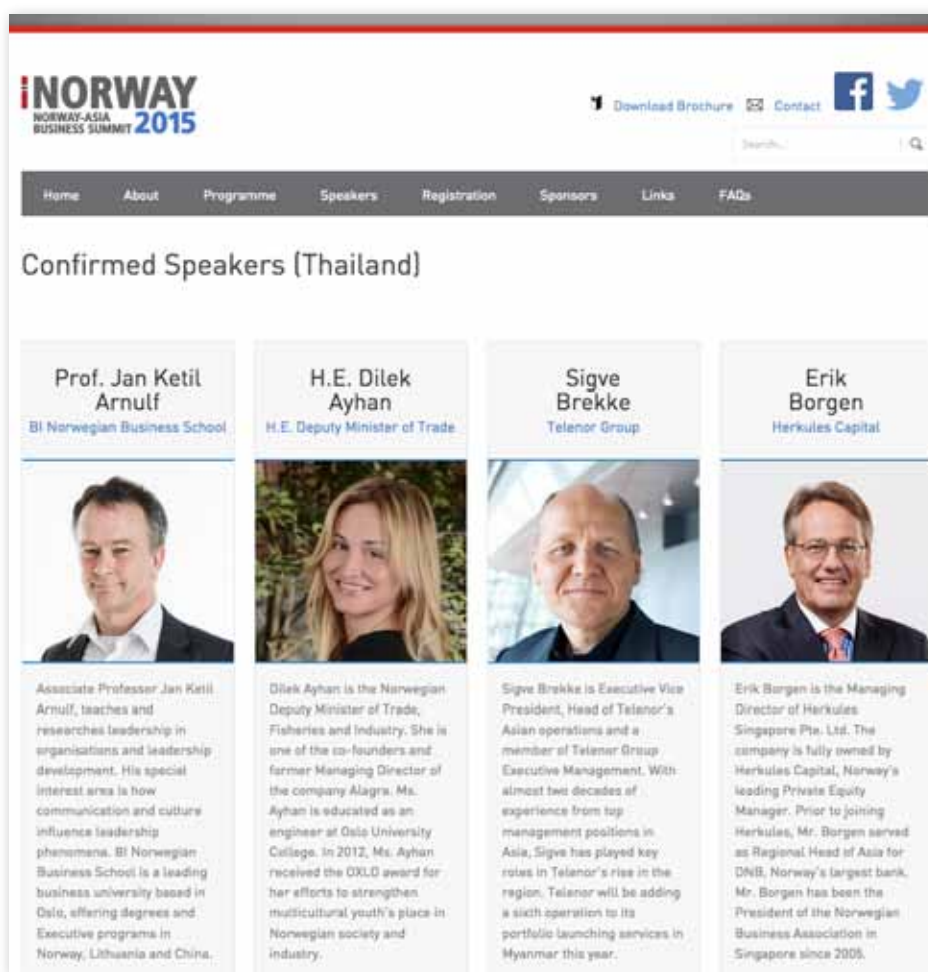 iNORWAY
NORWAY-ASIA
BUSINESS SUMMIT 2015
Download Brochure
Contact
Search...
Home About Programme Speakers Registration Sponsors Links FAQs
Confirmed Speakers (Thailand)
Prof. Jan Ketil
Arnulf
BI Norwegian Business School
Associate Professor Jan Ketil
Arnulf, teaches and
researches leadership in
organisations and leadership
development. His special
interest area is how
communication and culture
influence leadership
phenomena. BI Norwegian
Business School is a leading
business university based in
Oslo, offering degrees and
Executive programs in
Norway, Lithuania and China.
H.E. Dilek
Ayhan
H.E. Deputy Minister of Trade
Dilek Ayhan is the Norwegian
Deputy Minister of Trade,
Fisheries and Industry. She is
one of the co-founders and
former Managing Director of
the company Alagra. Ms.
Ayhan is educated as an
engineer at Oslo University
College. In 2012, Ms. Ayhan
received the OXLO award for
her efforts to strengthen
multicultural youth's place in
Norwegian society and
industry.
Sigve
Brekke
Telenor Group
Sigve Brekke is Executive Vice
President, Head of Telenor's
Asian operations and a
member of Telenor Group
Executive Management. With
almost two decades of
experience from top
management positions in
Asia, Sigve has played key
roles in Telenor's rise in the
region. Telenor will be adding
a sixth operation to its
portfolio launching services in
Myanmar this year.
Erik
Borgen
Herkules Capital
Erik Borgen is the Managing
Director of Herkules
Singapore Pte. Ltd. The
company is fully owned by
Herkules Capital, Norway's
leading Private Equity
Manager. Prior to joining
Herkules, Mr. Borgen served
as Regional Head of Asia for
DNB, Norway's largest bank.
Mr. Borgen has been the
President of the Norwegian
Business Association in
Singapore since 2005.